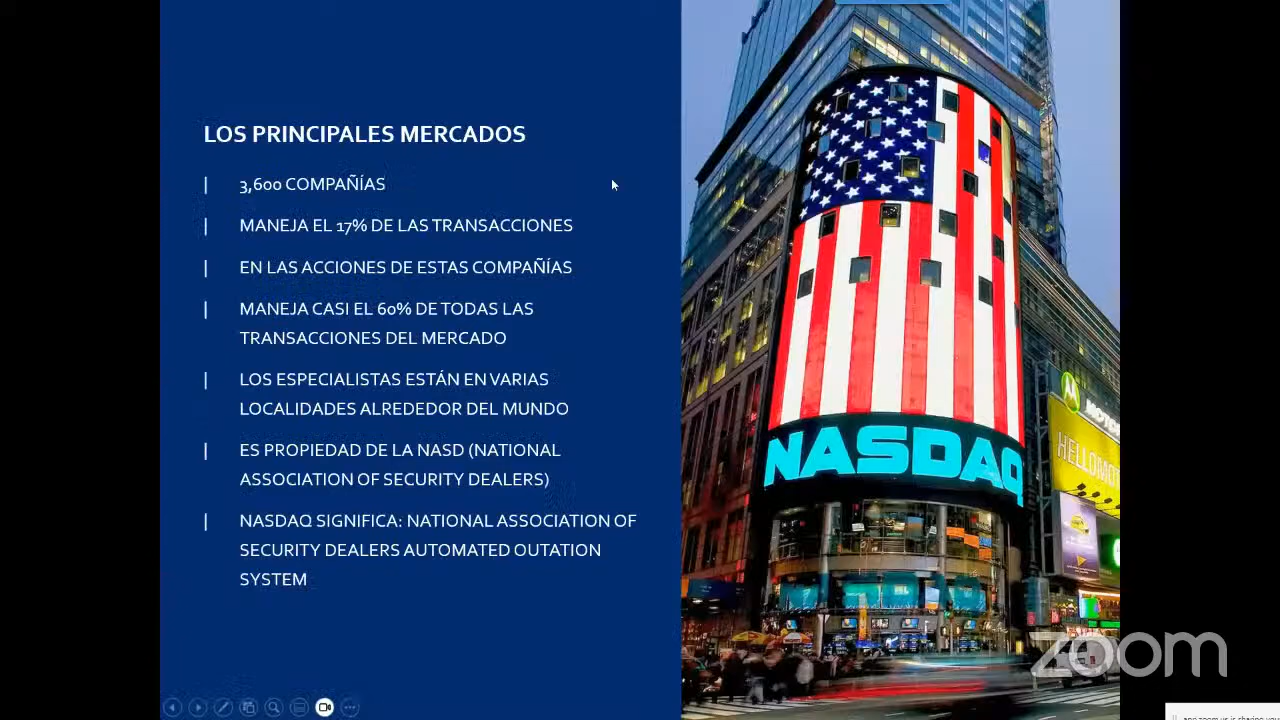 LOS PRINCIPALES MERCADOS
| 3,600 COMPAÑÍAS
| MANEJA EL 17% DE LAS TRANSACCIONES
| EN LAS ACCIONES DE ESTAS COMPAÑÍAS
| MANEJA CASI EL 60% DE TODAS LAS
TRANSACCIONES DEL MERCADO
| LOS ESPECIALISTAS ESTÁN EN VARIAS
LOCALIDADES ALREDEDOR DEL MUNDO
| ES PROPIEDAD DE LA NASD (NATIONAL
ASSOCIATION OF SECURITY DEALERS)
| NASDAQ SIGNIFICA: NATIONAL ASSOCIATION OF
SECURITY DEALERS AUTOMATED OUTATION
SYSTEM
NASDAQ
HELLOMOT
zoom